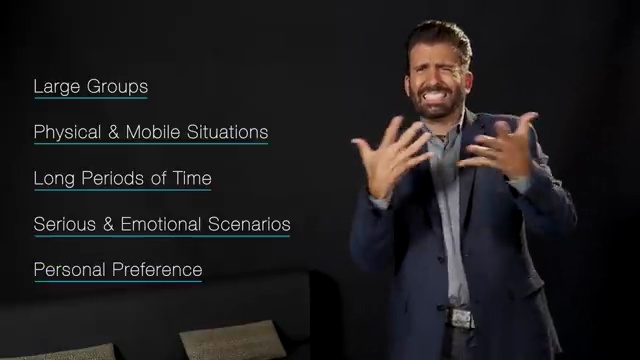 Large Groups
Physical & Mobile Situations
Long Periods of Time
Serious & Emotional Scenarios
Personal Preference